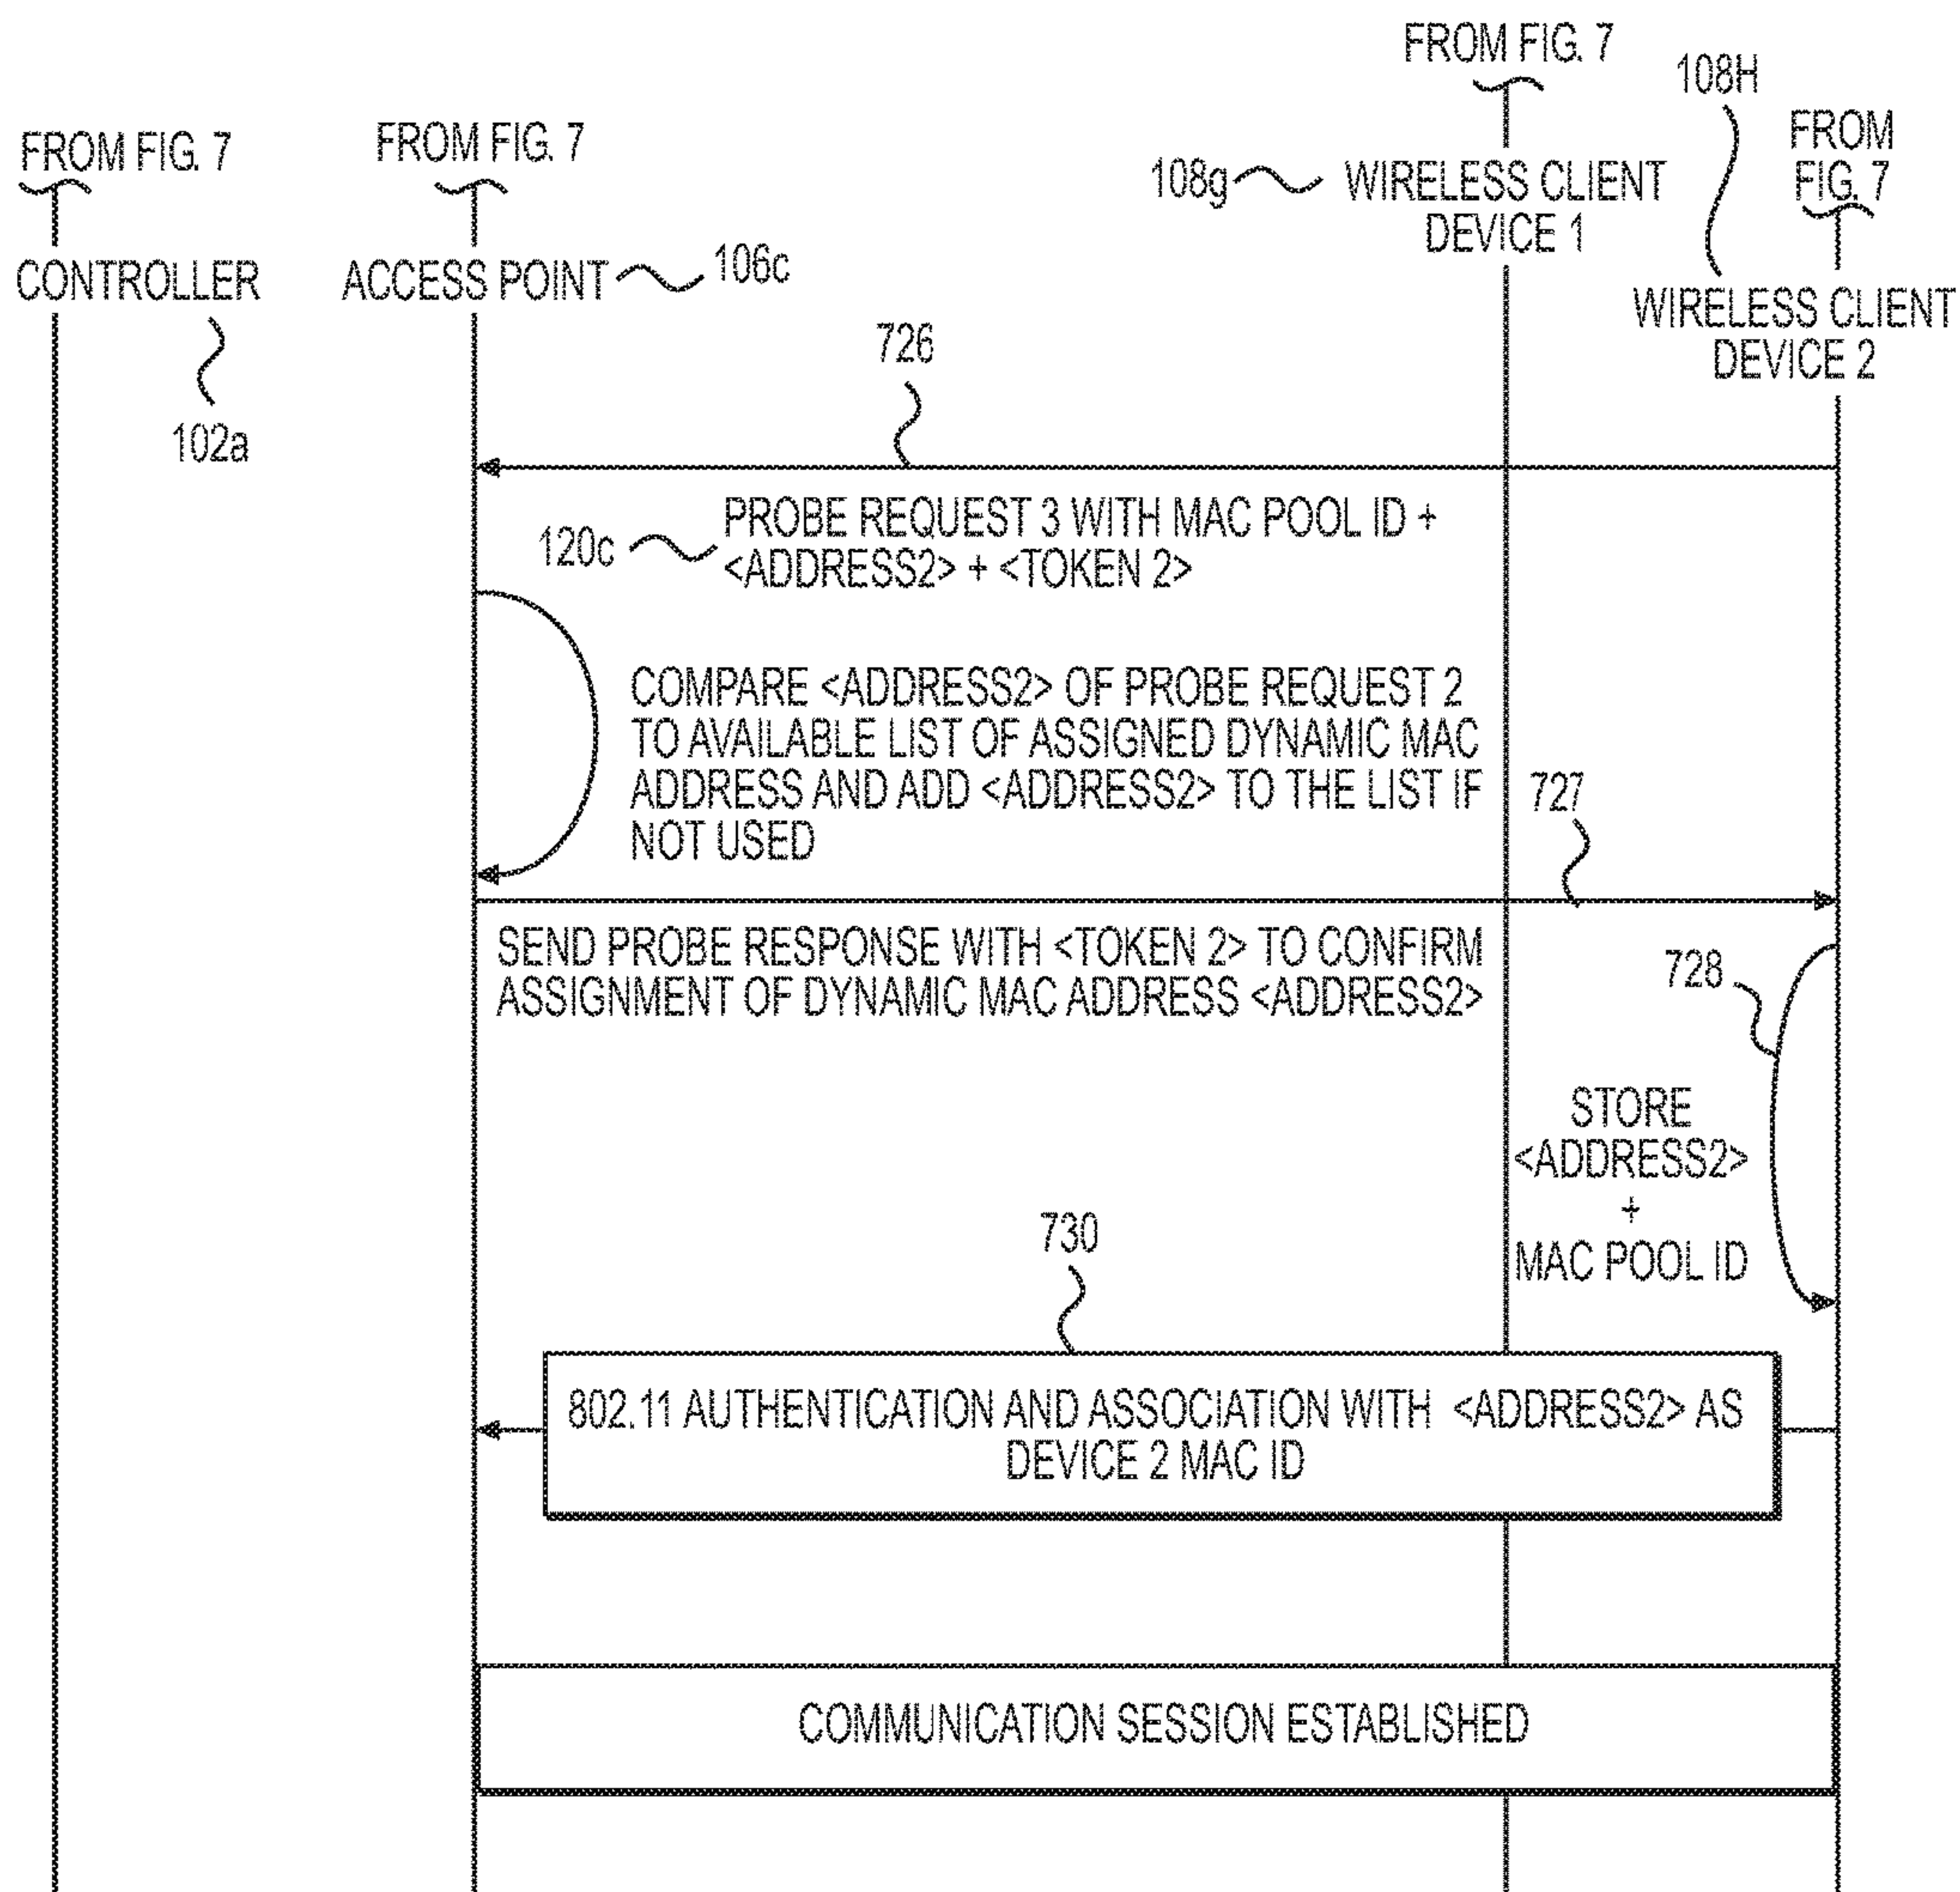 FROM FIG. 7
FROM FIG. 7
FROM FIG. 7
108H
FROM
FIG. 7
108g
WIRELESS CLIENT
DEVICE 1
CONTROLLER
ACCESS POINT
106c
WIRELESS CLIENT
DEVICE 2
102a
726
120c
PROBE REQUEST 3 WITH MAC POOL ID +
<ADDRESS2> + <TOKEN 2>
COMPARE <ADDRESS2> OF PROBE REQUEST 2
TO AVAILABLE LIST OF ASSIGNED DYNAMIC MAC
ADDRESS AND ADD <ADDRESS2> TO THE LIST IF
NOT USED
727
SEND PROBE RESPONSE WITH <TOKEN 2> TO CONFIRM
ASSIGNMENT OF DYNAMIC MAC ADDRESS <ADDRESS2>
728
STORE
<ADDRESS2>
+
MAC POOL ID
730
802.11 AUTHENTICATION AND ASSOCIATION WITH <ADDRESS2> AS
DEVICE 2 MAC ID
COMMUNICATION SESSION ESTABLISHED